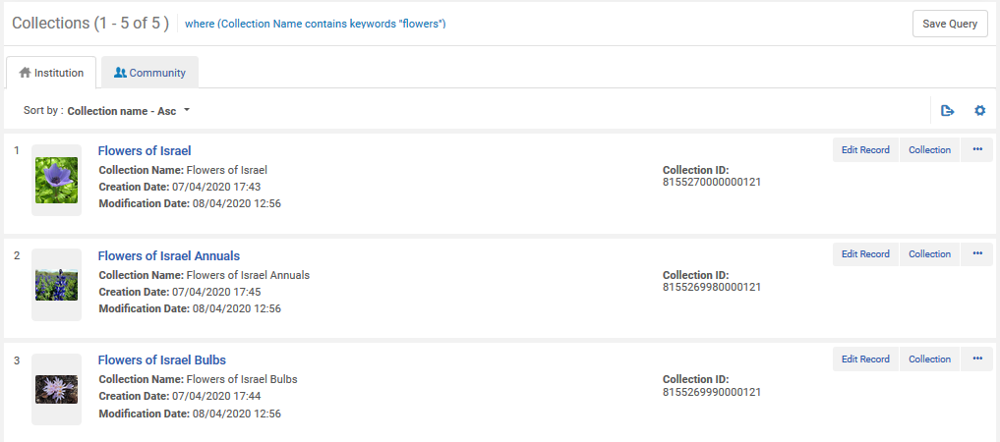 Collections (1 - 5 of 5 ) where (Collection Name contains keywords "flowers") Save Query
Institution Community
Sort by : Collection name - Asc
1 Flowers of Israel Edit Record Collection •••
Collection Name: Flowers of Israel Collection ID:
Creation Date: 07/04/2020 17:43 8155270000000121
Modification Date: 08/04/2020 12:56
2 Flowers of Israel Annuals Edit Record Collection •••
Collection Name: Flowers of Israel Annuals Collection ID:
Creation Date: 07/04/2020 17:45 8155269980000121
Modification Date: 08/04/2020 12:56
3 Flowers of Israel Bulbs Edit Record Collection •••
Collection Name: Flowers of Israel Bulbs Collection ID:
Creation Date: 07/04/2020 17:44 8155269990000121
Modification Date: 08/04/2020 12:56